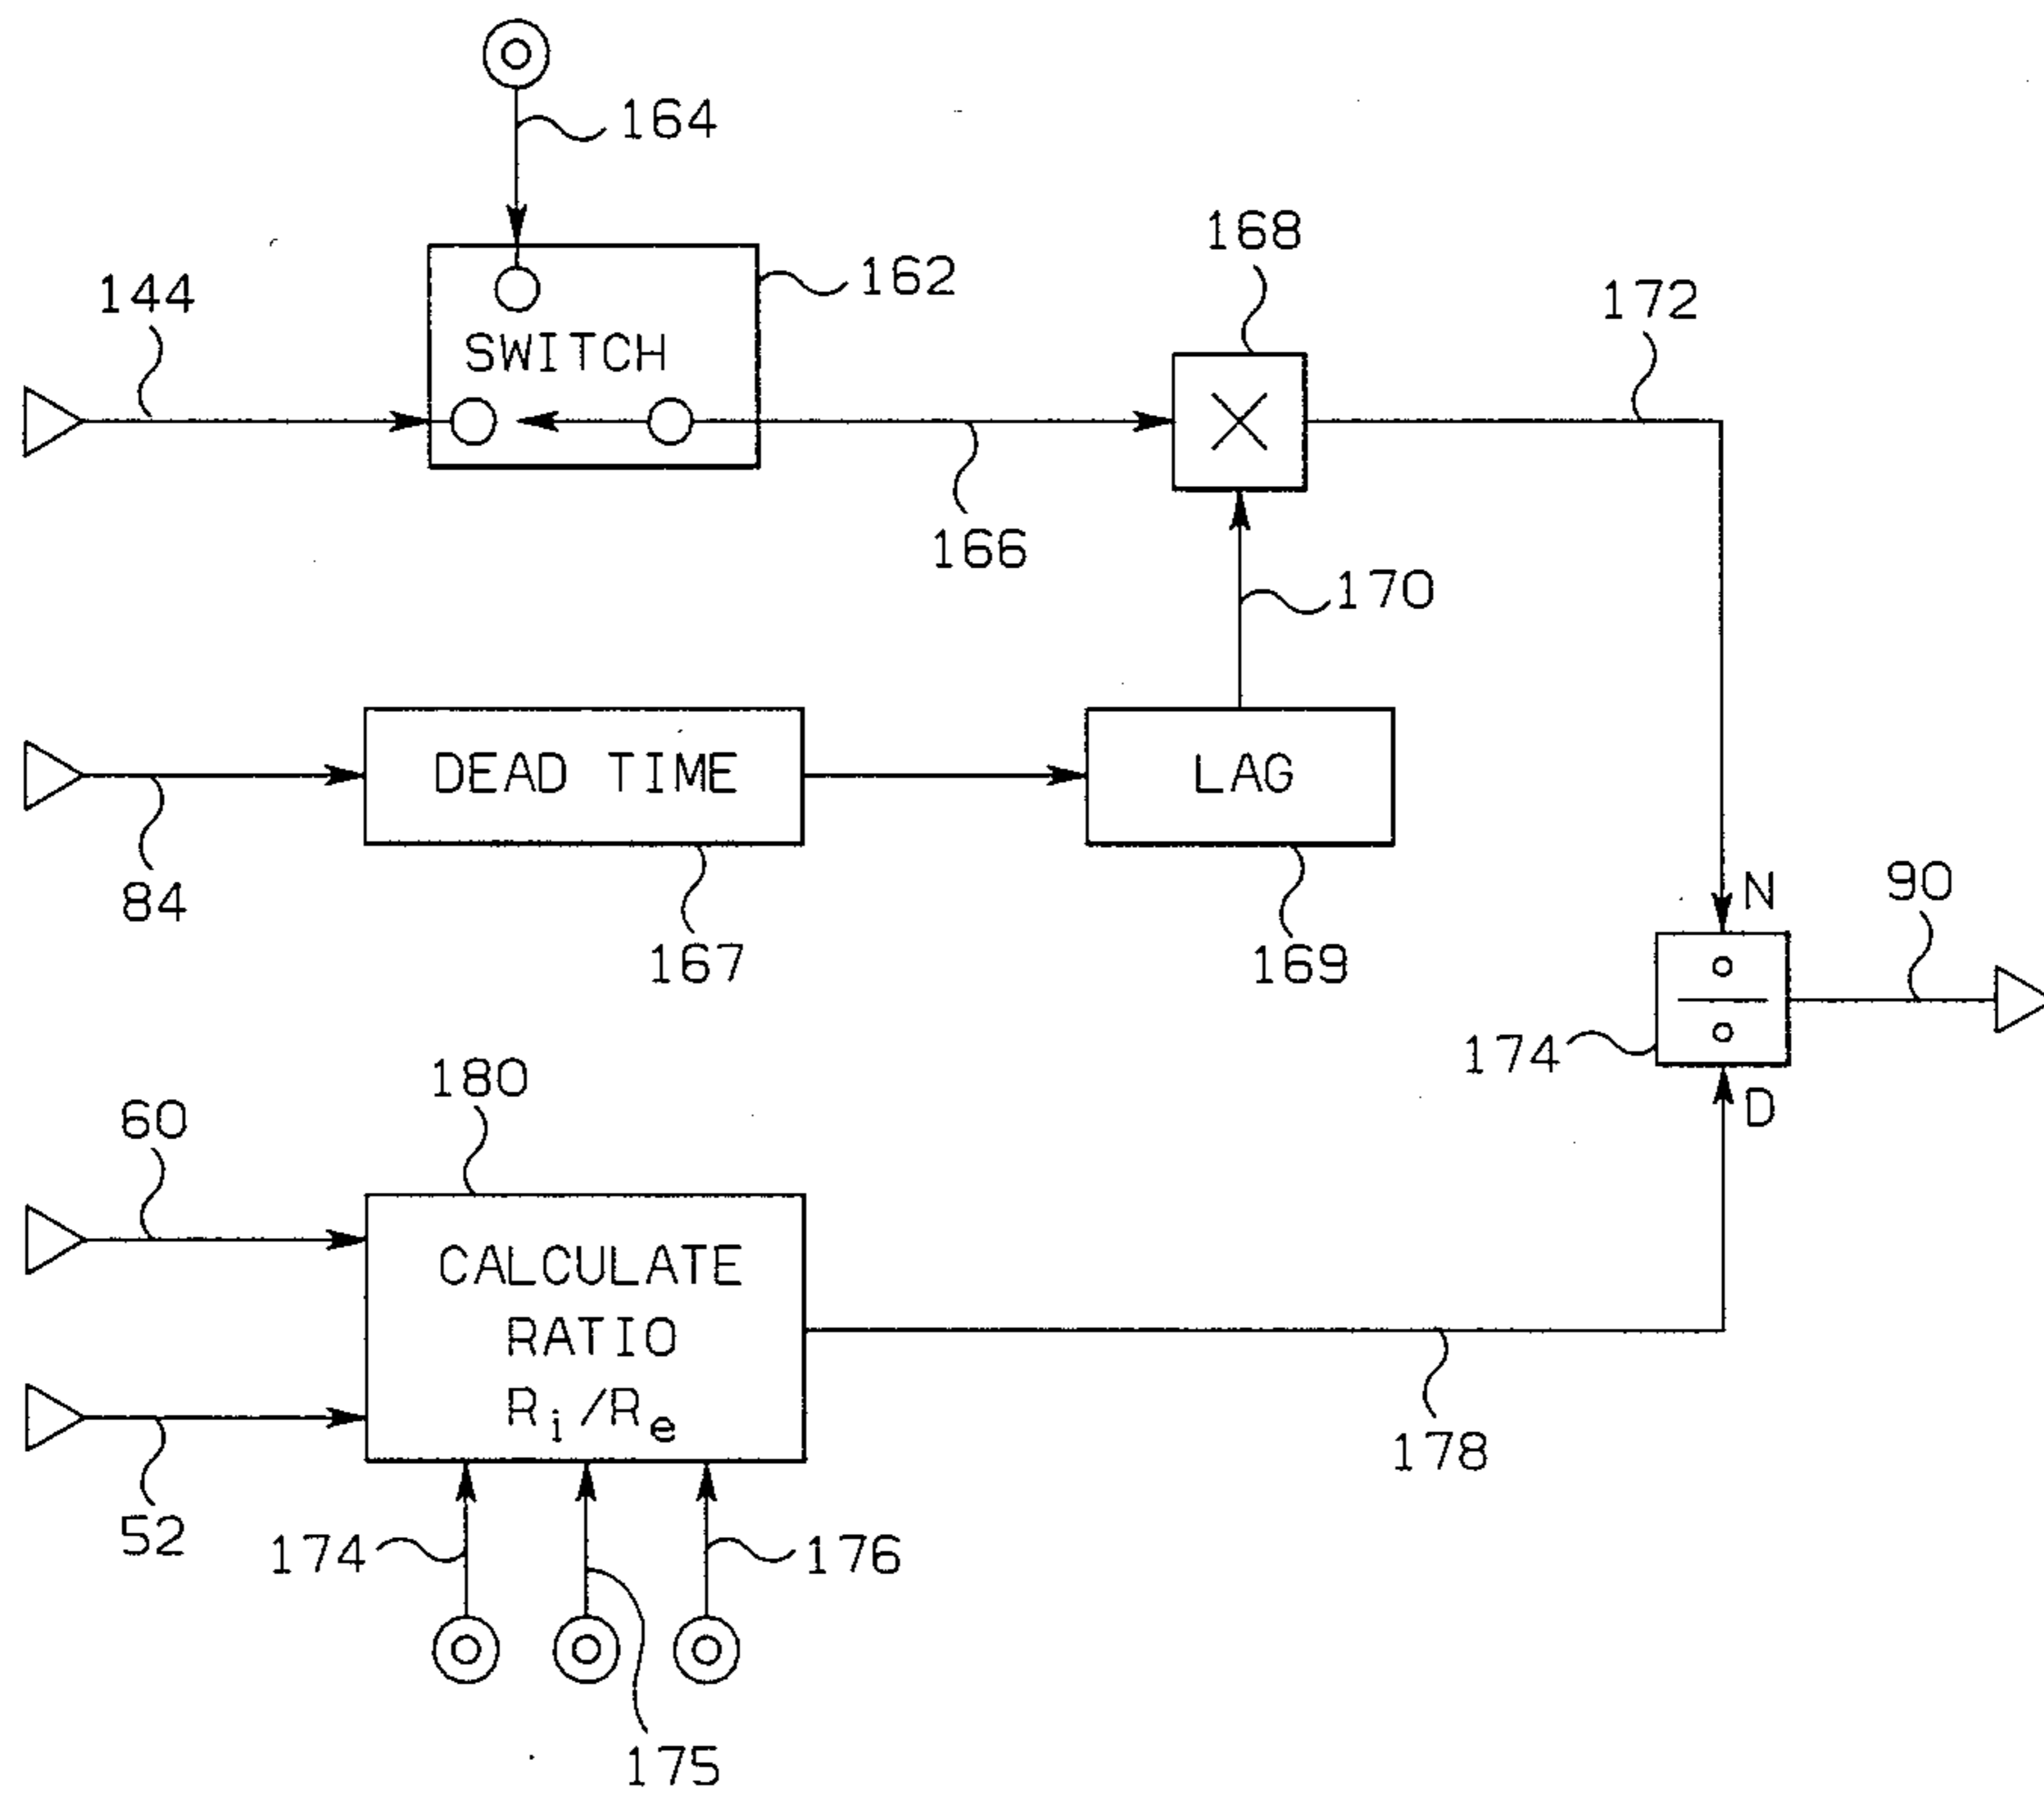 164
168
144
162
172
SWITCH
166
170
DEAD TIME
LAG
84
N
90
167
169
174
180
60
D
CALCULATE
RATIO
Ri/Re
178
52
174
176
175